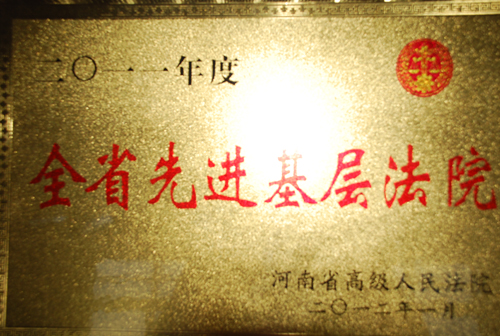 二〇一一年度
全省先进基层法院
河南省高级人民法院
二〇一二年一月